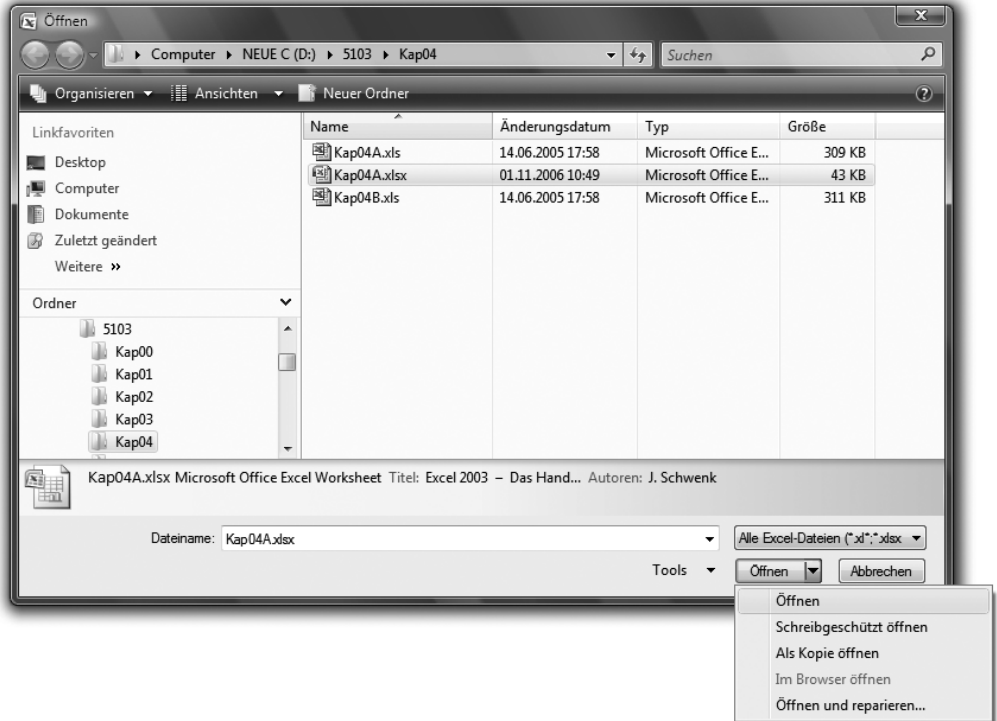 Öffnen
Computer NEUE C (D:) 5103 Kap04
Suchen
Organisieren Ansichten Neuer Ordner
Linkfavoriten
Desktop
Computer
Dokumente
Zuletzt geändert
Weitere »
Ordner
5103
Kap00
Kap01
Kap02
Kap03
Kap04
Name Änderungsdatum Typ Größe
Kap04A.xls 14.06.2005 17:58 Microsoft Office E... 309 KB
Kap04A.xlsx 01.11.2006 10:49 Microsoft Office E... 43 KB
Kap04B.xls 14.06.2005 17:58 Microsoft Office E... 311 KB
Kap04A.xlsx Microsoft Office Excel Worksheet Titel: Excel 2003 – Das Hand... Autoren: J. Schwenk
Dateiname: Kap04A.xlsx Alle Excel-Dateien (*.xl*;*.xlsx
Tools Öffnen Abbrechen
Öffnen
Schreibgeschützt öffnen
Als Kopie öffnen
Im Browser öffnen
Öffnen und reparieren...